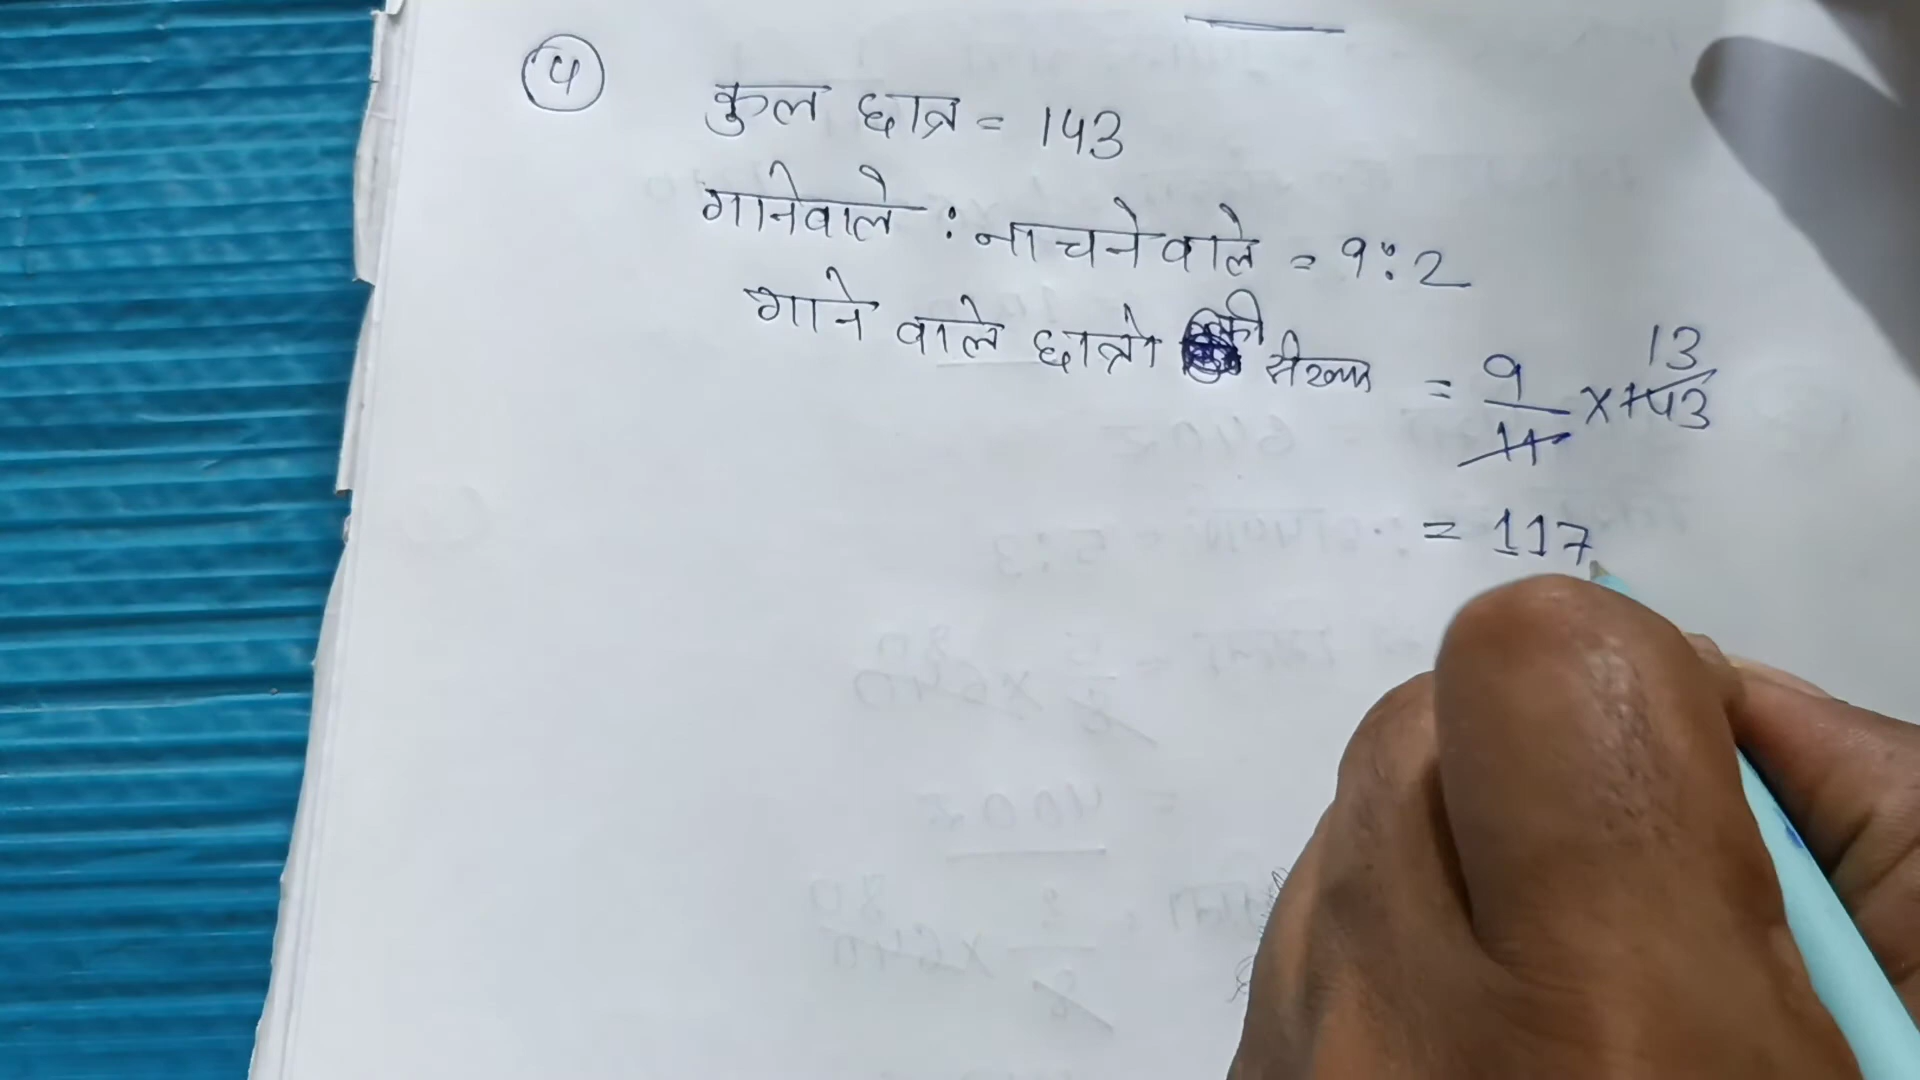 4
कुल छात्र = 143
गानेवाले : नाचनेवाले = 9:2
गाने वाले छात्रो की संख्या = 9/11 × 143 13
= 117